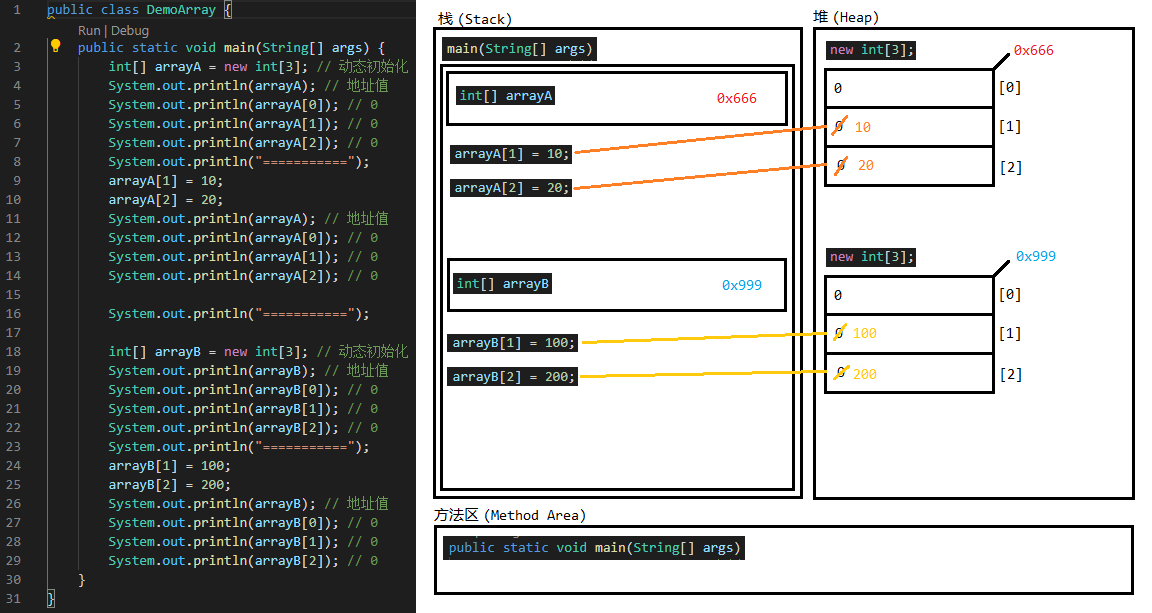 1 public class DemoArray {
Run | Debug
2 public static void main(String[] args) {
3 int[] arrayA = new int[3]; // 动态初始化
4 System.out.println(arrayA); // 地址值
5 System.out.println(arrayA[0]); // 0
6 System.out.println(arrayA[1]); // 0
7 System.out.println(arrayA[2]); // 0
8 System.out.println("===========");
9 arrayA[1] = 10;
10 arrayA[2] = 20;
11 System.out.println(arrayA); // 地址值
12 System.out.println(arrayA[0]); // 0
13 System.out.println(arrayA[1]); // 0
14 System.out.println(arrayA[2]); // 0
15
16 System.out.println("===========");
17
18 int[] arrayB = new int[3]; // 动态初始化
19 System.out.println(arrayB); // 地址值
20 System.out.println(arrayB[0]); // 0
21 System.out.println(arrayB[1]); // 0
22 System.out.println(arrayB[2]); // 0
23 System.out.println("===========");
24 arrayB[1] = 100;
25 arrayB[2] = 200;
26 System.out.println(arrayB); // 地址值
27 System.out.println(arrayB[0]); // 0
28 System.out.println(arrayB[1]); // 0
29 System.out.println(arrayB[2]); // 0
30 }
31 }
栈 (Stack)
main(String[] args)
int[] arrayA 0x666
arrayA[1] = 10;
arrayA[2] = 20;
int[] arrayB 0x999
arrayB[1] = 100;
arrayB[2] = 200;
堆 (Heap)
new int[3]; 0x666
0 [0]
0 10 [1]
0 20 [2]
new int[3]; 0x999
0 [0]
0 100 [1]
0 200 [2]
方法区 (Method Area)
public static void main(String[] args)